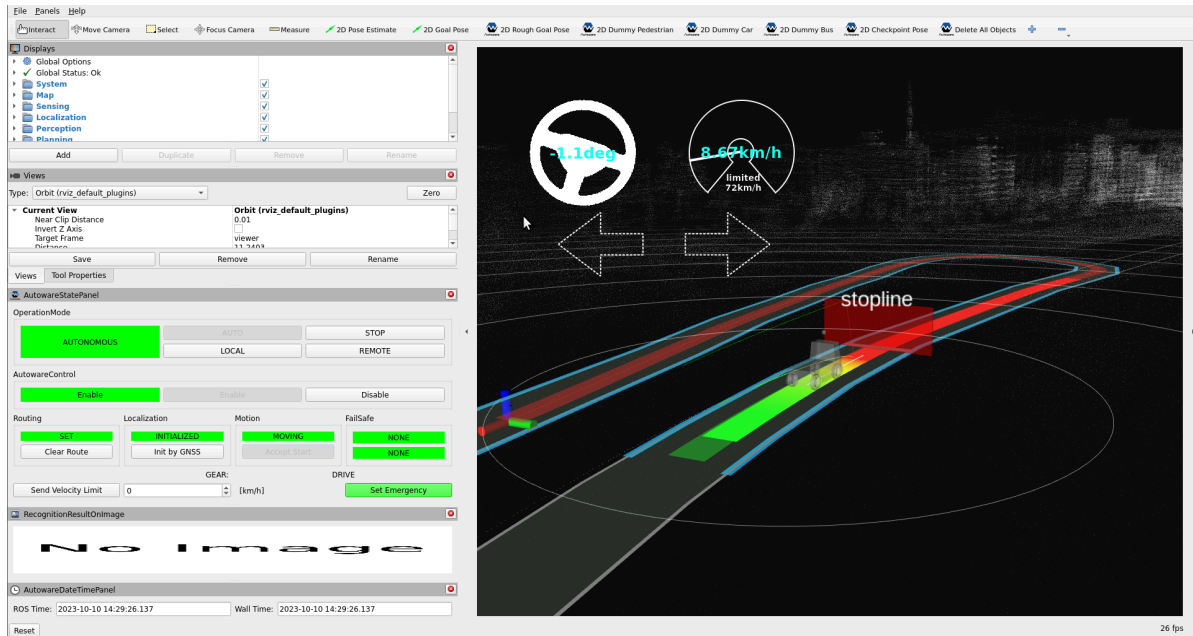 File Panels Help
Interact Move Camera Select Focus Camera Measure 2D Pose Estimate 2D Goal Pose 2D Rough Goal Pose 2D Dummy Pedestrian 2D Dummy Car 2D Dummy Bus 2D Checkpoint Pose Delete All Objects
Displays
Global Options
Global Status: Ok
System
Map
Sensing
Localization
Perception
Planning
Add Duplicate Remove Rename
Views
Type: Orbit (rviz_default_plugins) Zero
Current View Orbit (rviz_default_plugins)
Near Clip Distance 0.01
Invert Z Axis
Target Frame viewer
Distance 11.2403
Save Remove Rename
Views Tool Properties
AutowareStatePanel
OperationMode
AUTONOMOUS AUTO STOP
LOCAL REMOTE
AutowareControl
Enable Enable Disable
Routing Localization Motion FailSafe
SET INITIALIZED MOVING NONE
Clear Route Init by GNSS Accept Start NONE
GEAR: DRIVE
Send Velocity Limit 0 [km/h] Set Emergency
RecognitionResultOnImage
No Image
AutowareDateTimePanel
ROS Time: 2023-10-10 14:29:26.137 Wall Time: 2023-10-10 14:29:26.137
Reset
-1.1deg
8.67km/h
limited
72km/h
stopline
26 fps